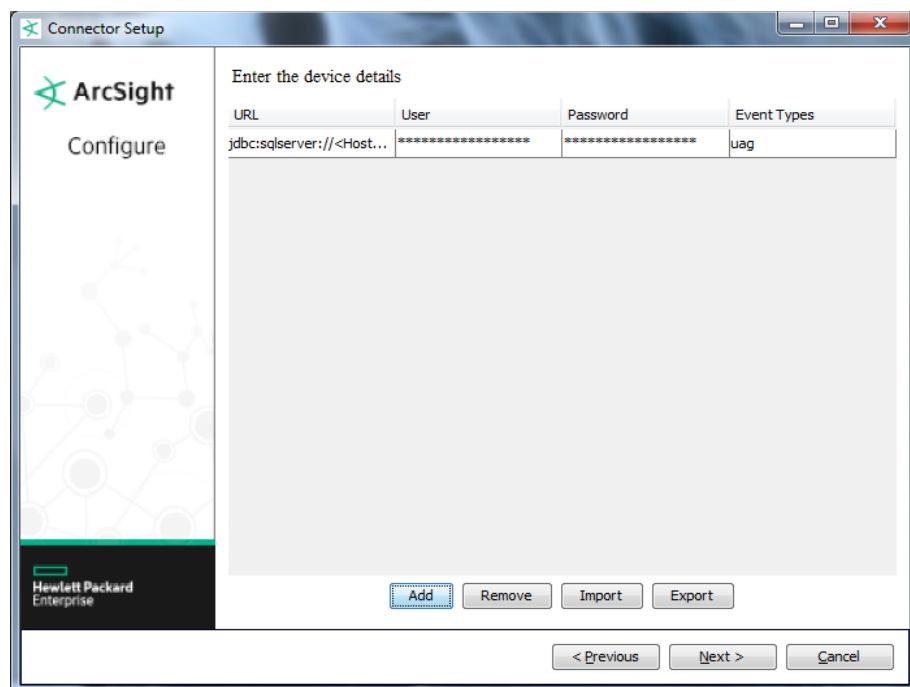 Connector Setup
ArcSight
Configure
Enter the device details
URL User Password Event Types
jdbc:sqlserver://<Host... ***************** ***************** uag
Hewlett Packard
Enterprise
Add Remove Import Export
< Previous Next > Cancel